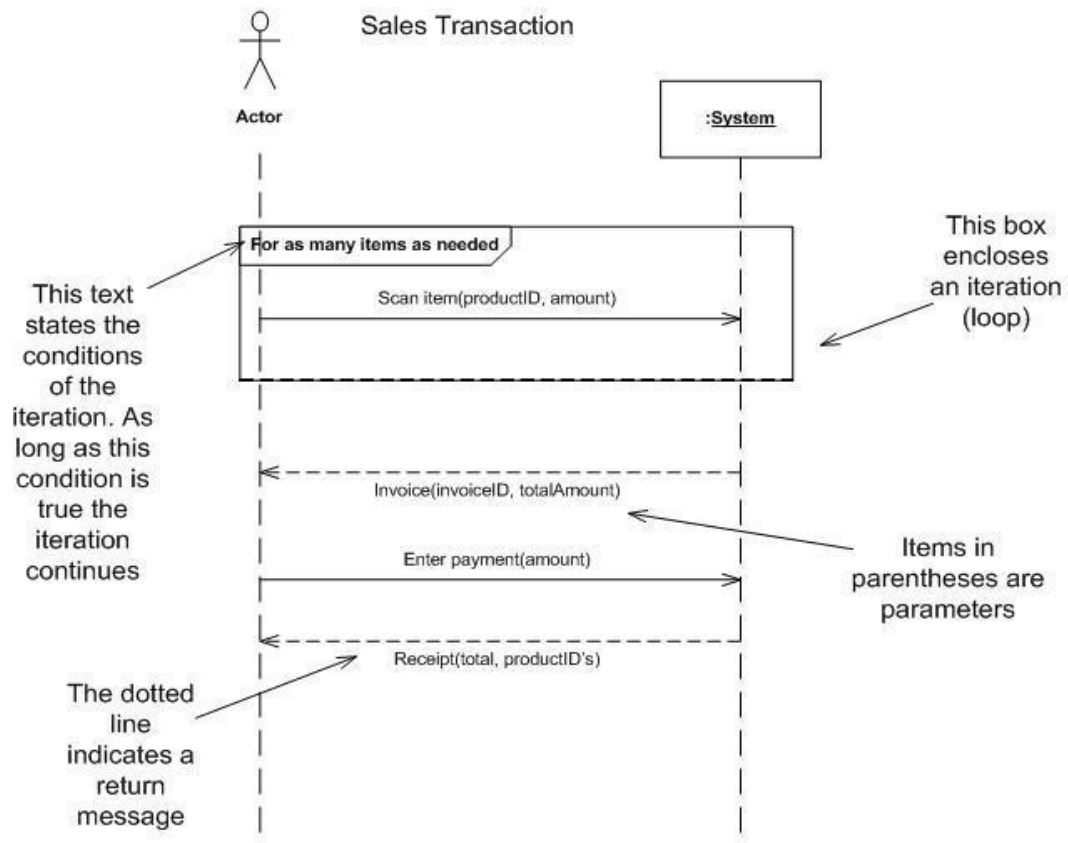 Sales Transaction
Actor
:System
For as many items as needed
Scan item(productID, amount)
This box
encloses
an iteration
(loop)
This text
states the
conditions
of the
iteration. As
long as this
condition is
true the
iteration
continues
Invoice(invoiceID, totalAmount)
Items in
parentheses are
parameters
Enter payment(amount)
Receipt(total, productID's)
The dotted
line
indicates a
return
message